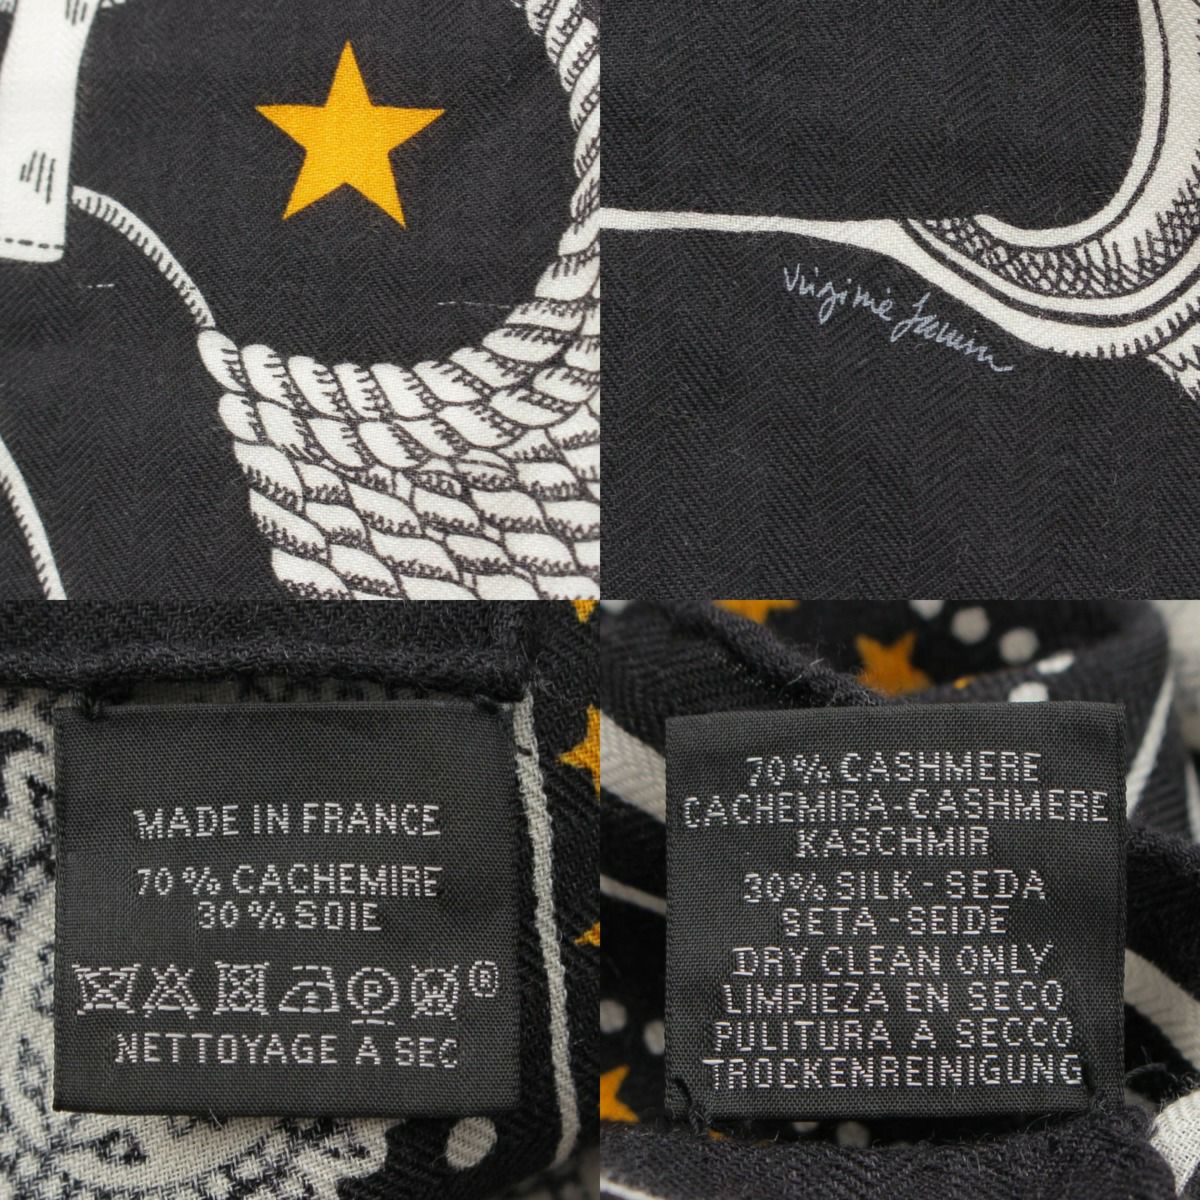 Virginie Jamin
MADE IN FRANCE
70% CACHEMIRE
30% SOIE
P
W®
NETTOYAGE A SEC
70% CASHMERE
CACHEMIRA-CASHMERE
KASCHMIR
30% SILK - SEDA
SETA - SEIDE
DRY CLEAN ONLY
LIMPIEZA EN SECO
PULITURA A SECCO
TROCKENREINIGUNG